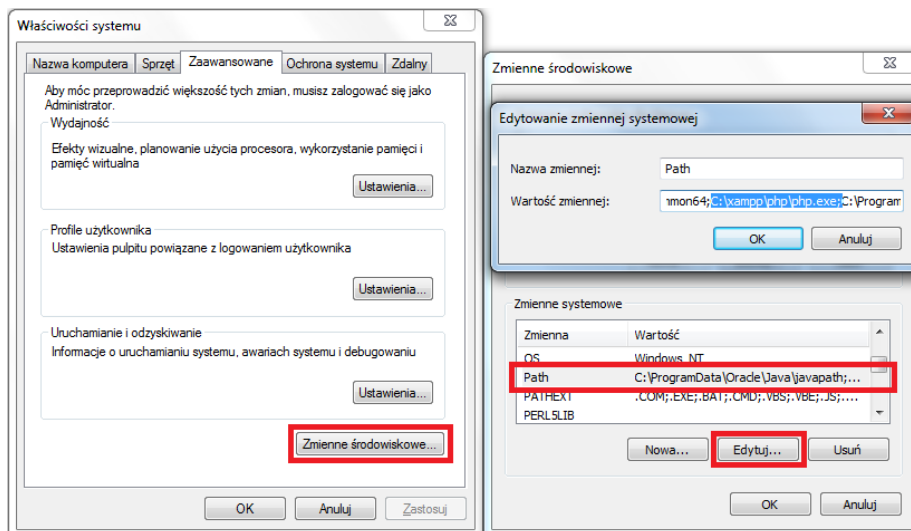 Właściwości systemu
Nazwa komputera Sprzęt Zaawansowane Ochrona systemu Zdalny
Aby móc przeprowadzić większość tych zmian, musisz zalogować się jako
Administrator.
Wydajność
Efekty wizualne, planowanie użycia procesora, wykorzystanie pamięci i
pamięć wirtualna
Ustawienia...
Profile użytkownika
Ustawienia pulpitu powiązane z logowaniem użytkownika
Ustawienia...
Uruchamianie i odzyskiwanie
Informacje o uruchamianiu systemu, awariach systemu i debugowaniu
Ustawienia...
Zmienne środowiskowe...
OK Anuluj Zastosuj
Zmienne środowiskowe
Edytowanie zmiennej systemowej
Nazwa zmiennej: Path
Wartość zmiennej: nmon64;C:\xampp\php\php.exe;C:\Program
OK Anuluj
Zmienne systemowe
Zmienna Wartość
OS Windows_NT
Path C:\ProgramData\Oracle\Java\javapath;...
PATHEXT .COM;.EXE;.BAT;.CMD;.VBS;.VBE;.JS;....
PERL5LIB
Nowa... Edytuj... Usuń
OK Anuluj